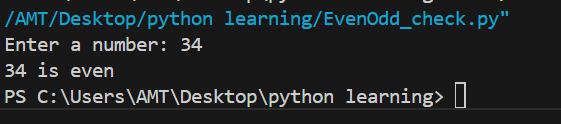 /AMT/Desktop/python learning/EvenOdd_check.py"
Enter a number: 34
34 is even
PS C:\Users\AMT\Desktop\python learning>